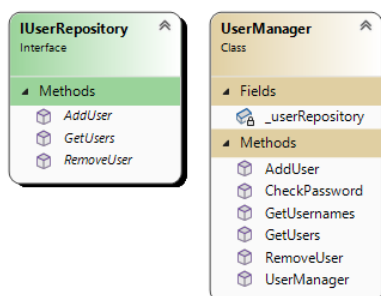 IUserRepository
Interface
Methods
AddUser
GetUsers
RemoveUser
UserManager
Class
Fields
_userRepository
Methods
AddUser
CheckPassword
GetUsernames
GetUsers
RemoveUser
UserManager